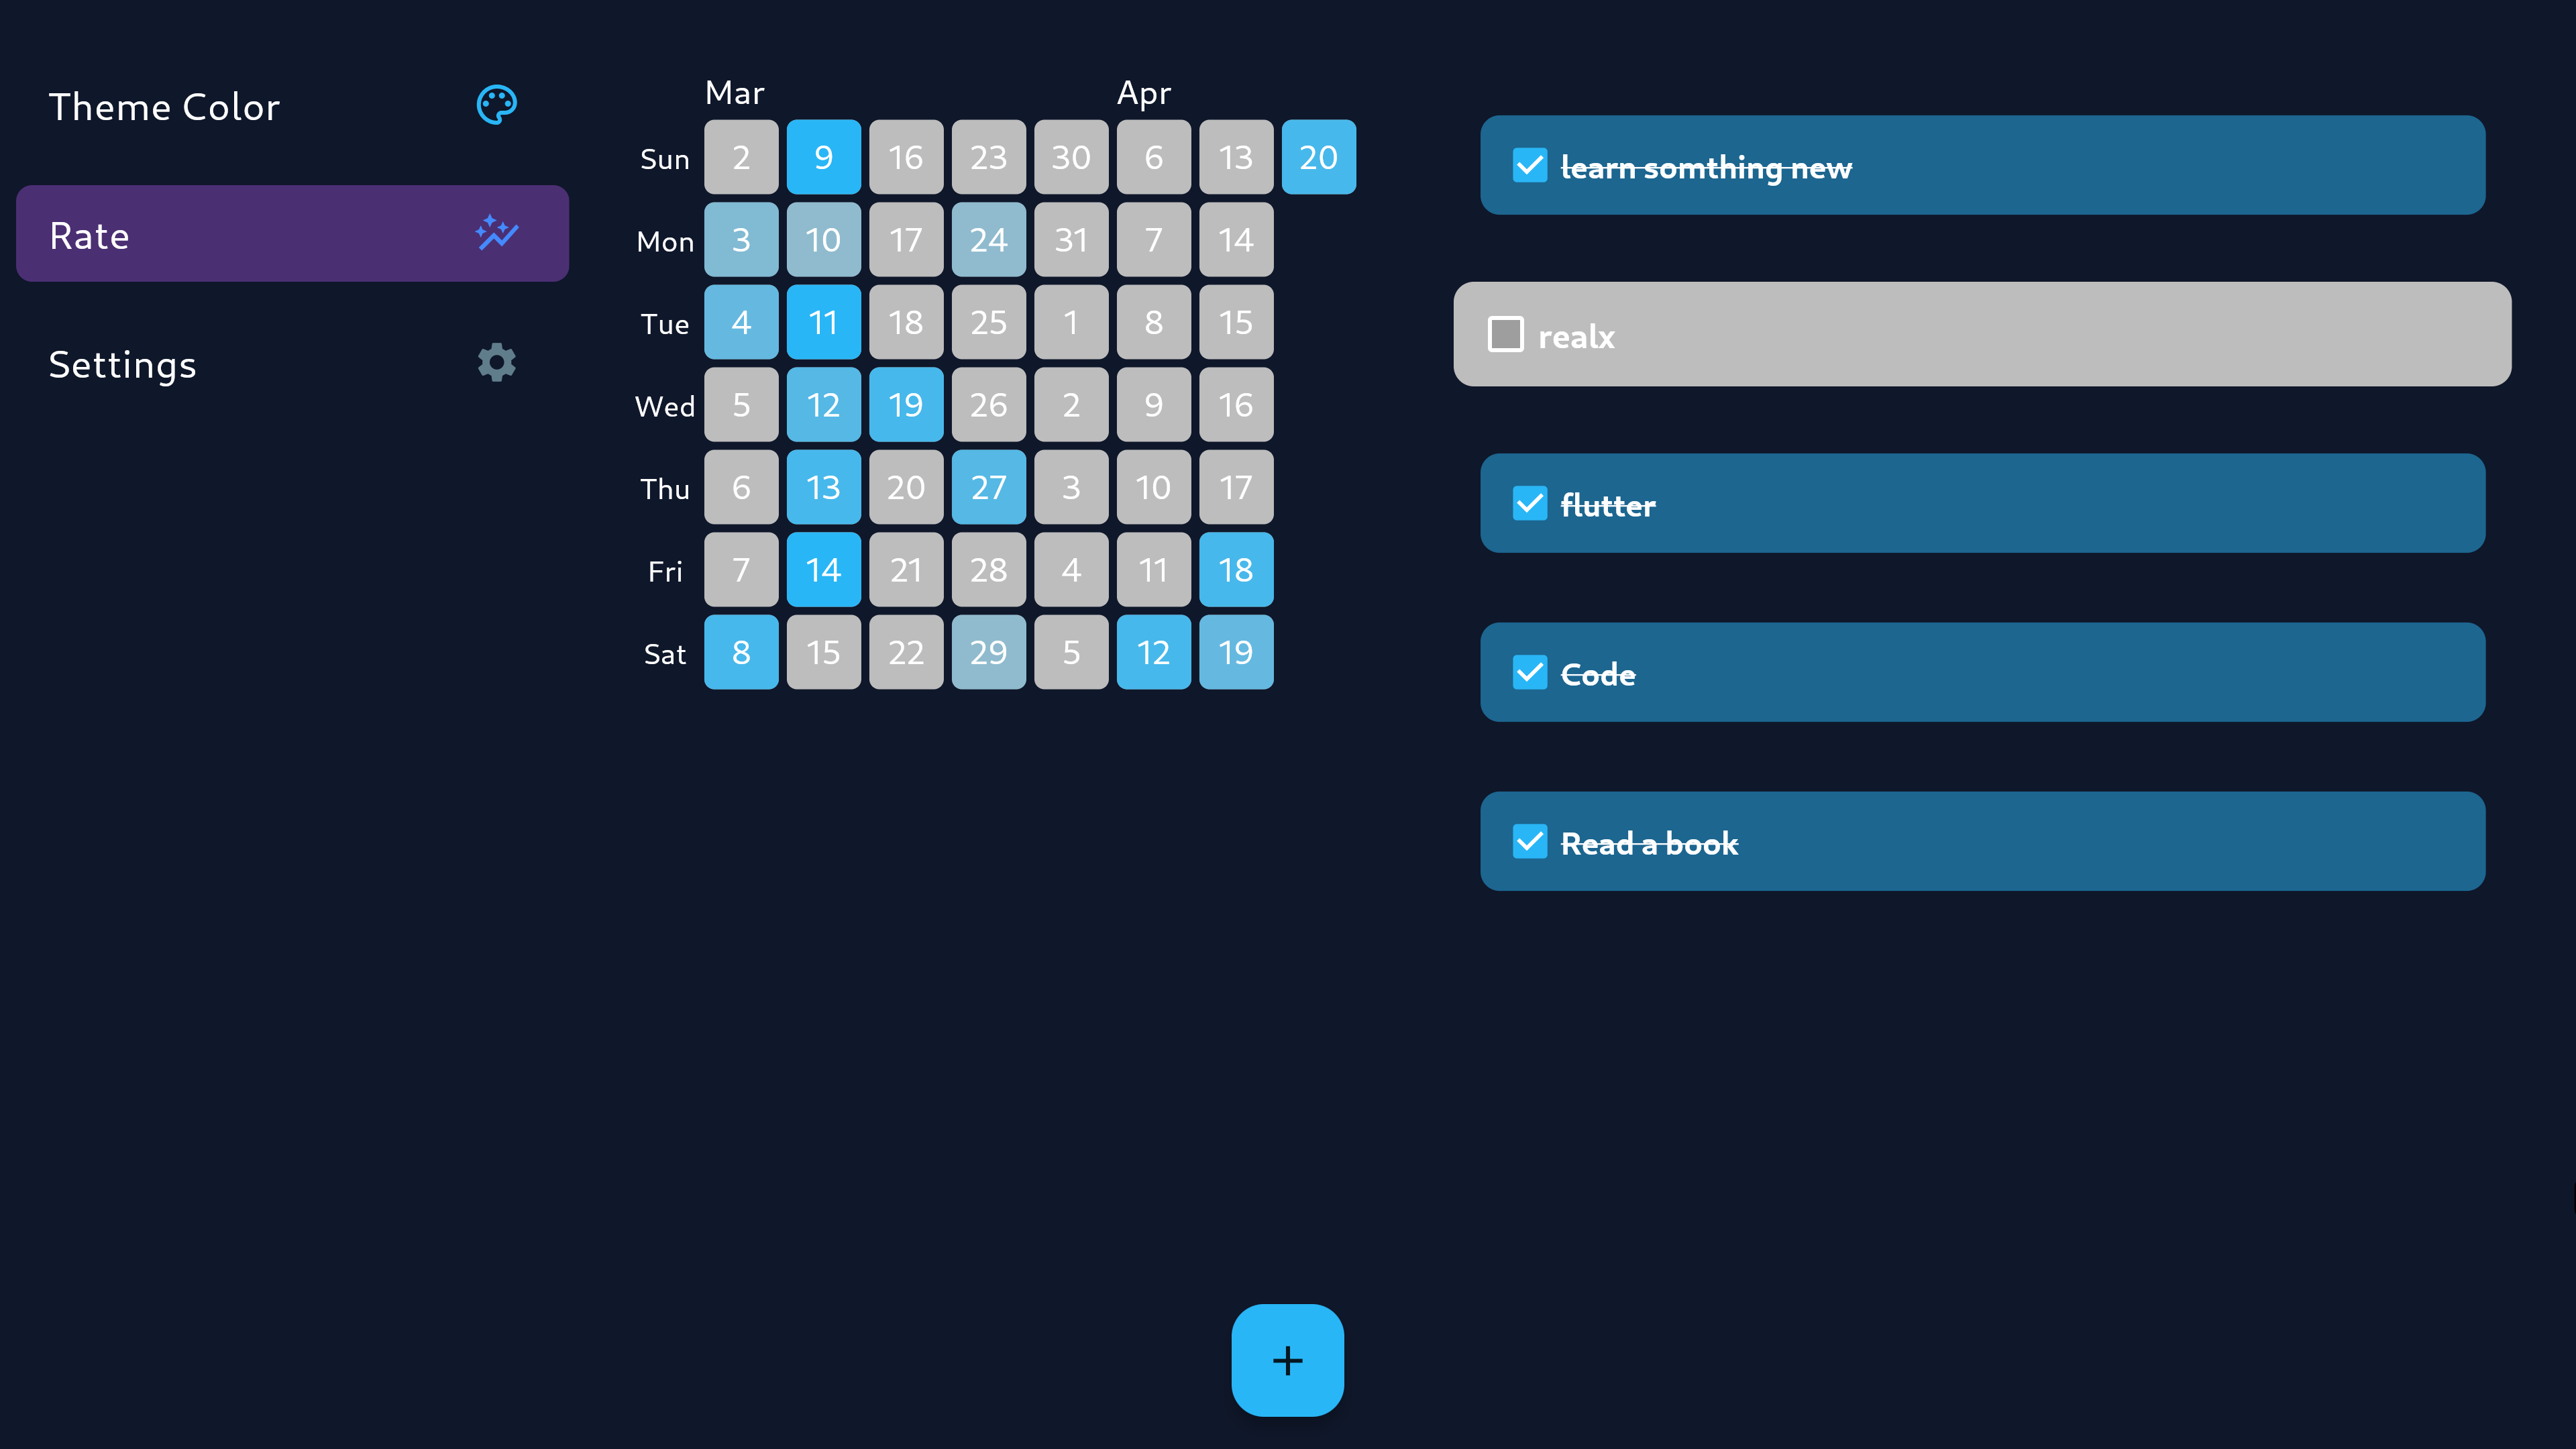 Theme Color
Rate
Settings
Mar Apr
Sun 2 9 16 23 30 6 13 20
Mon 3 10 17 24 31 7 14
Tue 4 11 18 25 1 8 15
Wed 5 12 19 26 2 9 16
Thu 6 13 20 27 3 10 17
Fri 7 14 21 28 4 11 18
Sat 8 15 22 29 5 12 19
learn somthing new
realx
flutter
Code
Read a book
+